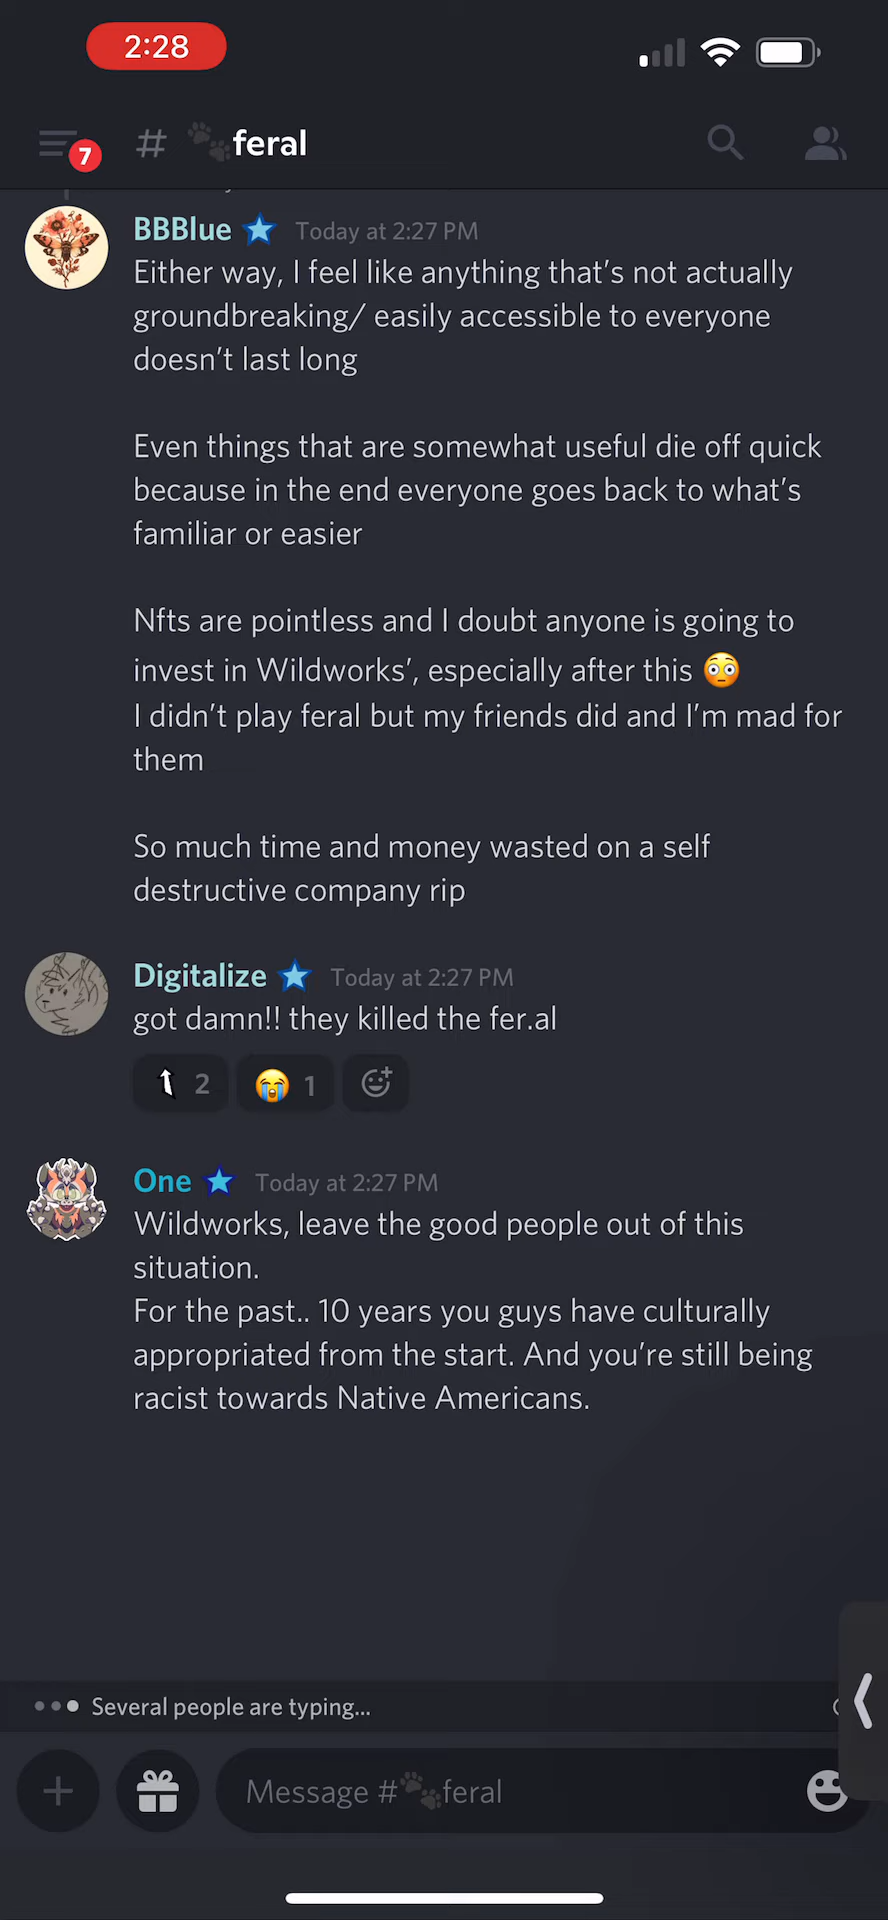 2:28
7
# feral
BBBlue Today at 2:27 PM
Either way, I feel like anything that’s not actually
groundbreaking/ easily accessible to everyone
doesn’t last long
Even things that are somewhat useful die off quick
because in the end everyone goes back to what’s
familiar or easier
Nfts are pointless and I doubt anyone is going to
invest in Wildworks’, especially after this 😳
I didn’t play feral but my friends did and I’m mad for
them
So much time and money wasted on a self
destructive company rip
Digitalize Today at 2:27 PM
got damn!! they killed the fer.al
2 😭 1
One Today at 2:27 PM
Wildworks, leave the good people out of this
situation.
For the past.. 10 years you guys have culturally
appropriated from the start. And you’re still being
racist towards Native Americans.
Several people are typing...
Message #🐾feral